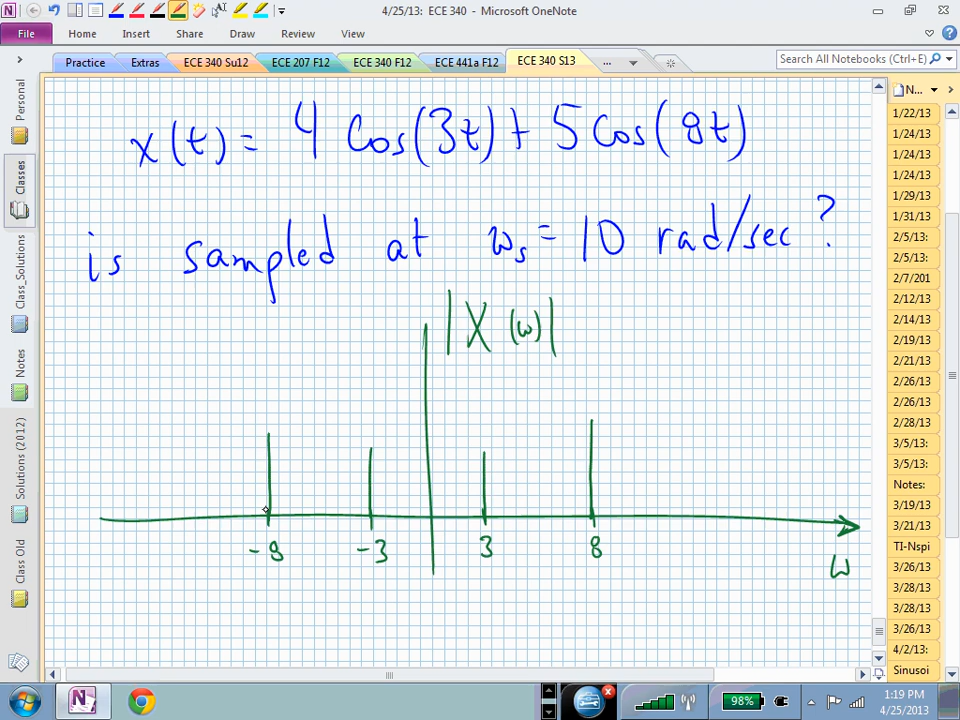 4/25/13: ECE 340 - Microsoft OneNote
File Home Insert Share Draw Review View
Practice Extras ECE 340 Su12 ECE 207 F12 ECE 340 F12 ECE 441a F12 ECE 340 S13 ...
Search All Notebooks (Ctrl+E)
Personal
Classes
Class_Solutions
Notes
Solutions (2012)
Class Old
x(t) = 4 cos(3t) + 5 cos(8t)
is sampled at ωs = 10 rad/sec ?
|X(ω)|
-8 -3 3 8
ω
N...
1/22/13
1/24/13
1/24/13
1/24/13
1/29/13
1/31/13
2/5/13:
2/5/13:
2/7/201
2/12/13
2/14/13
2/19/13
2/21/13
2/26/13
2/26/13
2/28/13
3/5/13:
3/5/13:
Notes:
3/19/13
3/21/13
TI-Nspi
3/26/13
3/28/13
3/28/13
3/26/13
4/2/13:
Sinusoi
98%
1:19 PM
4/25/2013